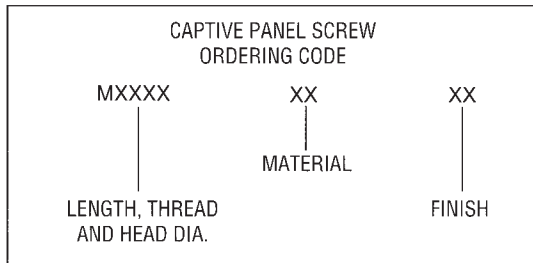 CAPTIVE PANEL SCREW
ORDERING CODE
MXXXX XX XX
MATERIAL
LENGTH, THREAD
AND HEAD DIA.
FINISH